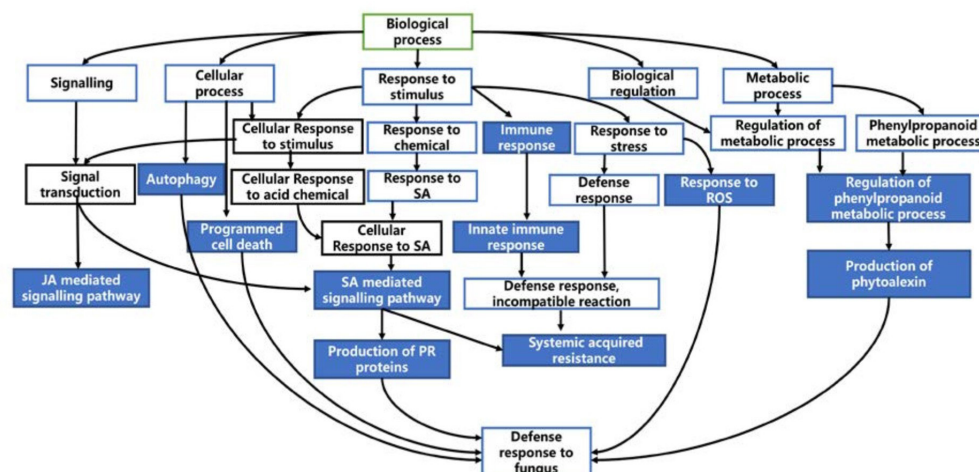 Biological
process
Signalling
Cellular
process
Response to
stimulus
Biological
regulation
Metabolic
process
Cellular Response
to stimulus
Response to
chemical
Immune
response
Response to
stress
Regulation of
metabolic process
Phenylpropanoid
metabolic process
Signal
transduction
Autophagy
Cellular Response
to acid chemical
Response to
SA
Defense
response
Response to
ROS
Regulation of
phenylpropanoid
metabolic process
Programmed
cell death
Cellular
Response to SA
Innate immune
response
JA mediated
signalling pathway
SA mediated
signalling pathway
Defense response,
incompatible reaction
Production of
phytoalexin
Production of PR
proteins
Systemic acquired
resistance
Defense
response to
fungus